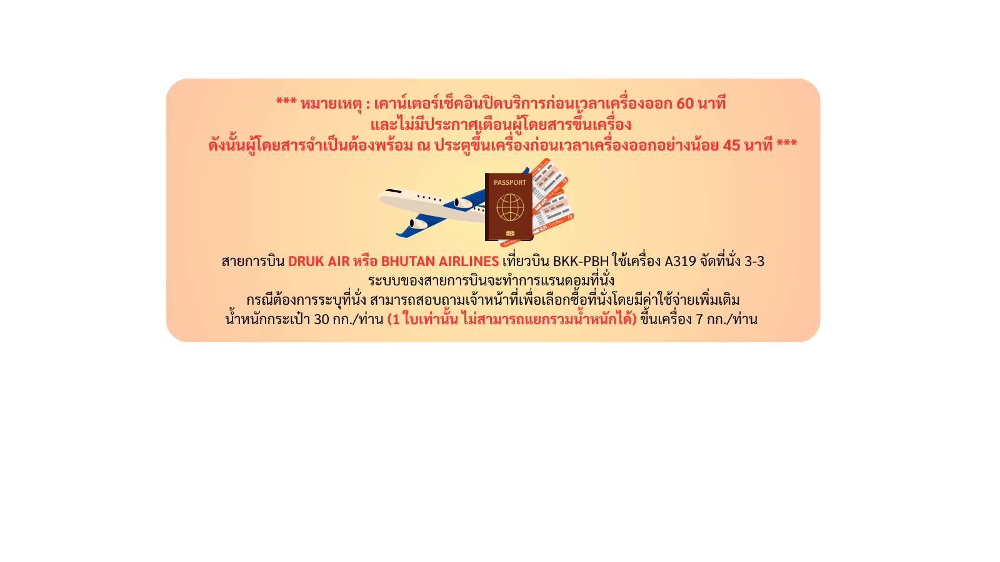 *** หมายเหตุ : เคาน์เตอร์เช็คอินปิดบริการก่อนเวลาเครื่องออก 60 นาที
และไม่มีประกาศเตือนผู้โดยสารขึ้นเครื่อง
ดังนั้นผู้โดยสารจำเป็นต้องพร้อม ณ ประตูขึ้นเครื่องก่อนเวลาเครื่องออกอย่างน้อย 45 นาที ***
PASSPORT
First Class
First Class
สายการบิน DRUK AIR หรือ BHUTAN AIRLINES เที่ยวบิน BKK-PBH ใช้เครื่อง A319 จัดที่นั่ง 3-3
ระบบของสายการบินจะทำการแรนดอมที่นั่ง
กรณีต้องการระบุที่นั่ง สามารถสอบถามเจ้าหน้าที่เพื่อเลือกซื้อที่นั่งโดยมีค่าใช้จ่ายเพิ่มเติม
น้ำหนักกระเป๋า 30 กก./ท่าน (1 ใบเท่านั้น ไม่สามารถแยกรวมน้ำหนักได้) ขึ้นเครื่อง 7 กก./ท่าน